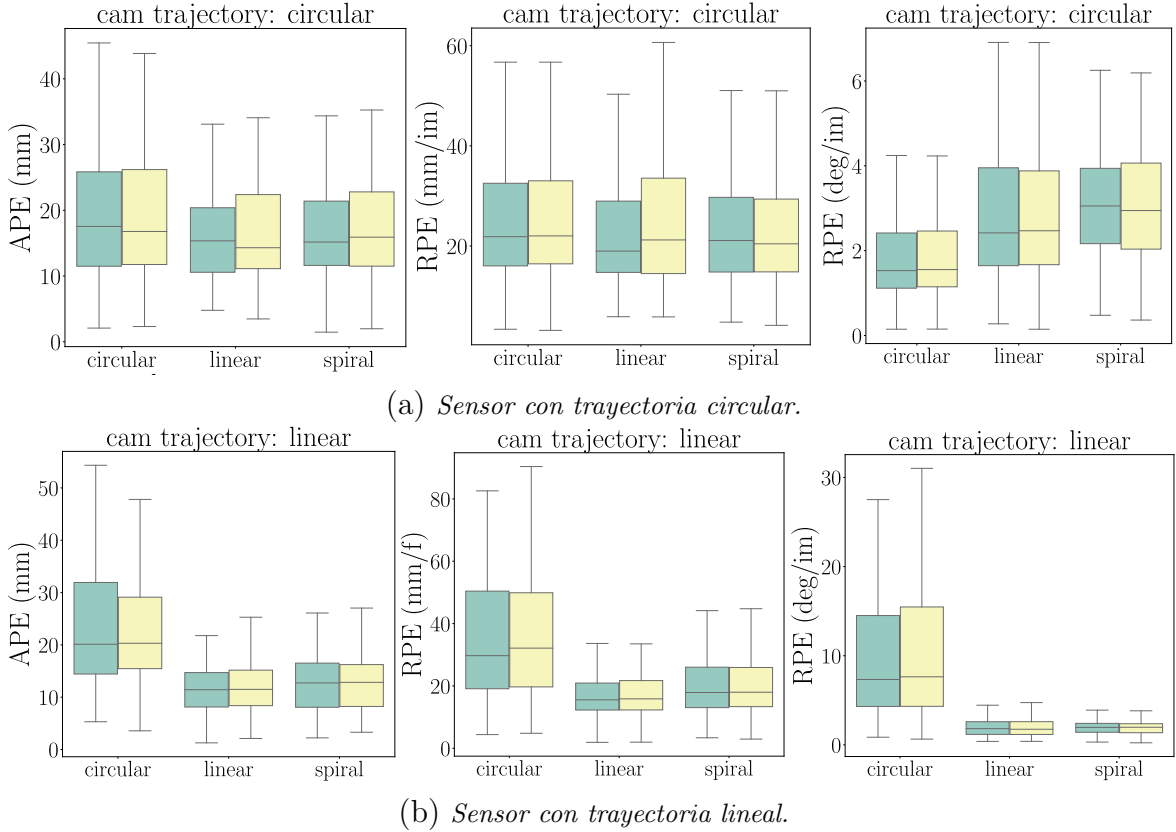 cam trajectory: circular
APE (mm)
40
30
20
10
0
circular linear spiral
cam trajectory: circular
RPE (mm/im)
60
40
20
circular linear spiral
cam trajectory: circular
RPE (deg/im)
6
4
2
0
circular linear spiral
(a) Sensor con trayectoria circular.
cam trajectory: linear
APE (mm)
50
40
30
20
10
0
circular linear spiral
cam trajectory: linear
RPE (mm/f)
80
60
40
20
0
circular linear spiral
cam trajectory: linear
RPE (deg/im)
30
20
10
0
circular linear spiral
(b) Sensor con trayectoria lineal.